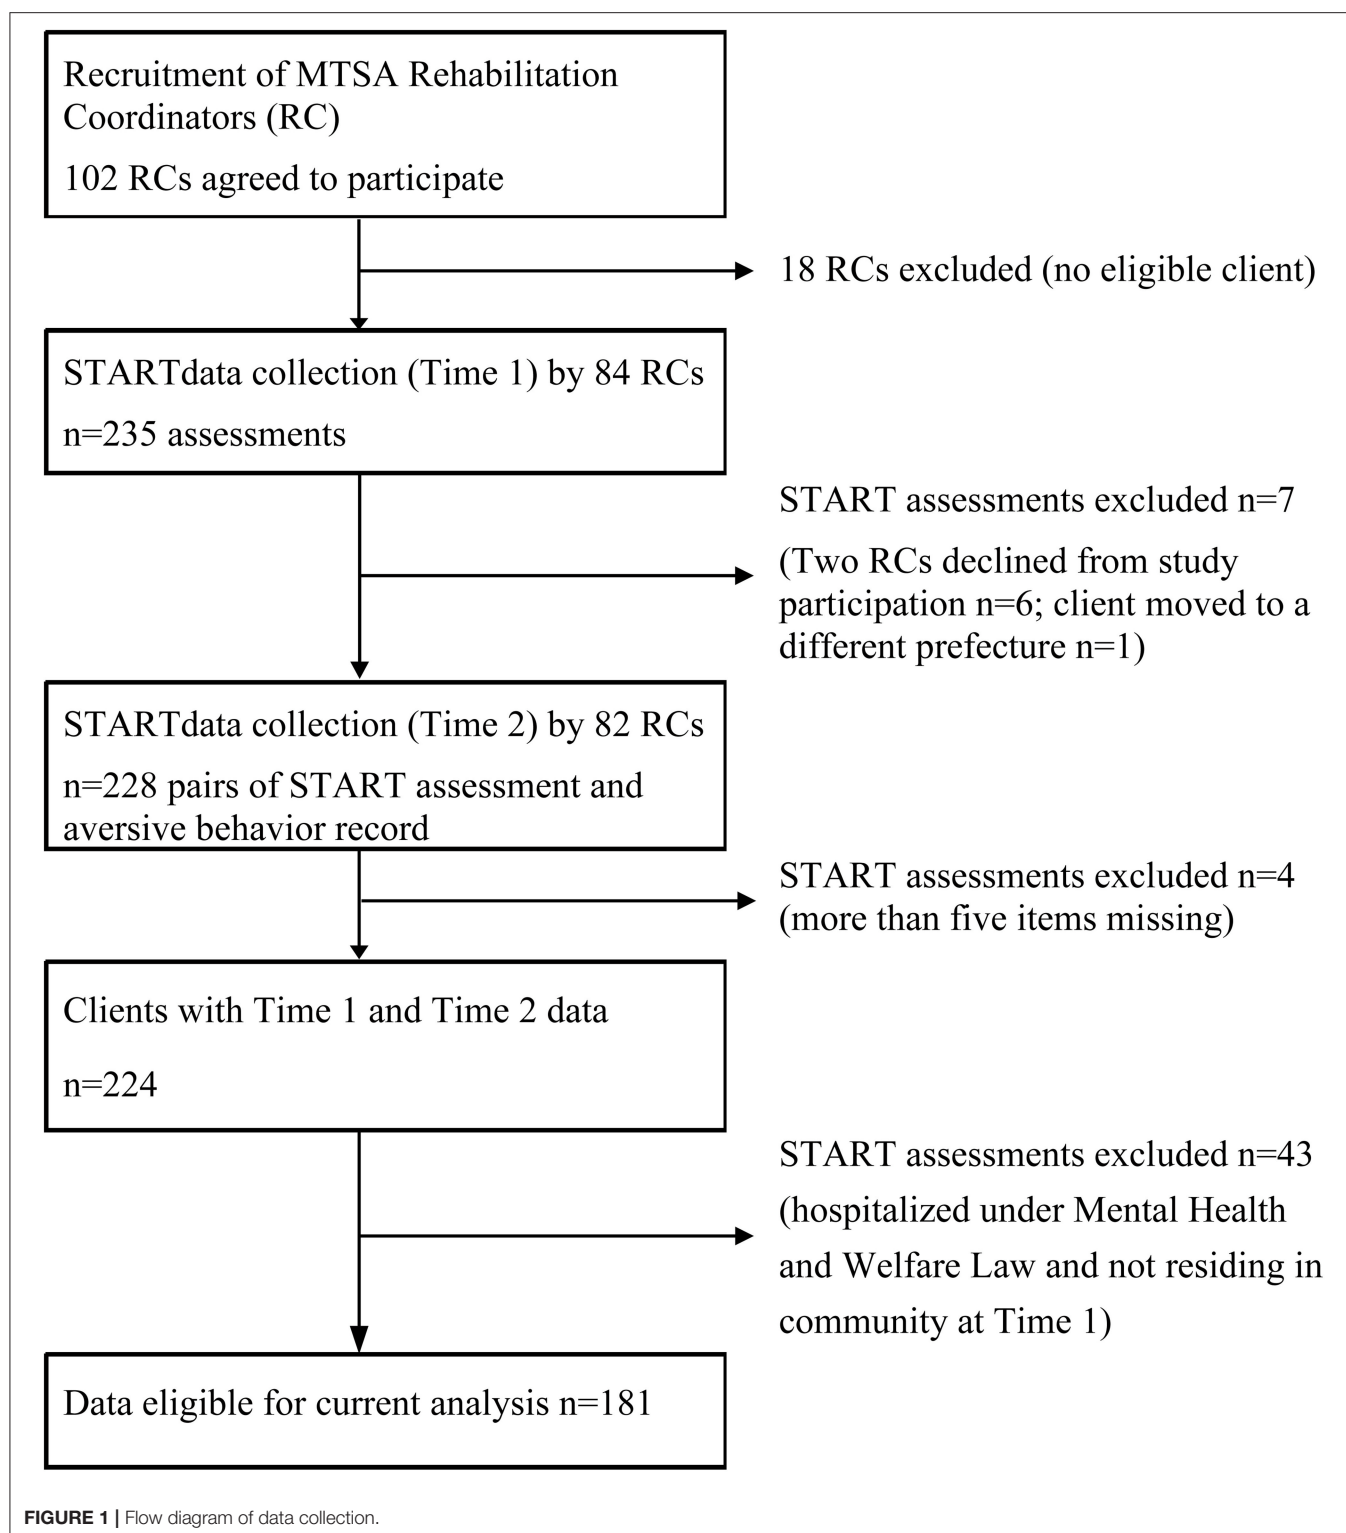 Recruitment of MTSA Rehabilitation
Coordinators (RC)
102 RCs agreed to participate
18 RCs excluded (no eligible client)
STARTdata collection (Time 1) by 84 RCs
n=235 assessments
START assessments excluded n=7
(Two RCs declined from study
participation n=6; client moved to a
different prefecture n=1)
STARTdata collection (Time 2) by 82 RCs
n=228 pairs of START assessment and
aversive behavior record
START assessments excluded n=4
(more than five items missing)
Clients with Time 1 and Time 2 data
n=224
START assessments excluded n=43
(hospitalized under Mental Health
and Welfare Law and not residing in
community at Time 1)
Data eligible for current analysis n=181
FIGURE 1 | Flow diagram of data collection.